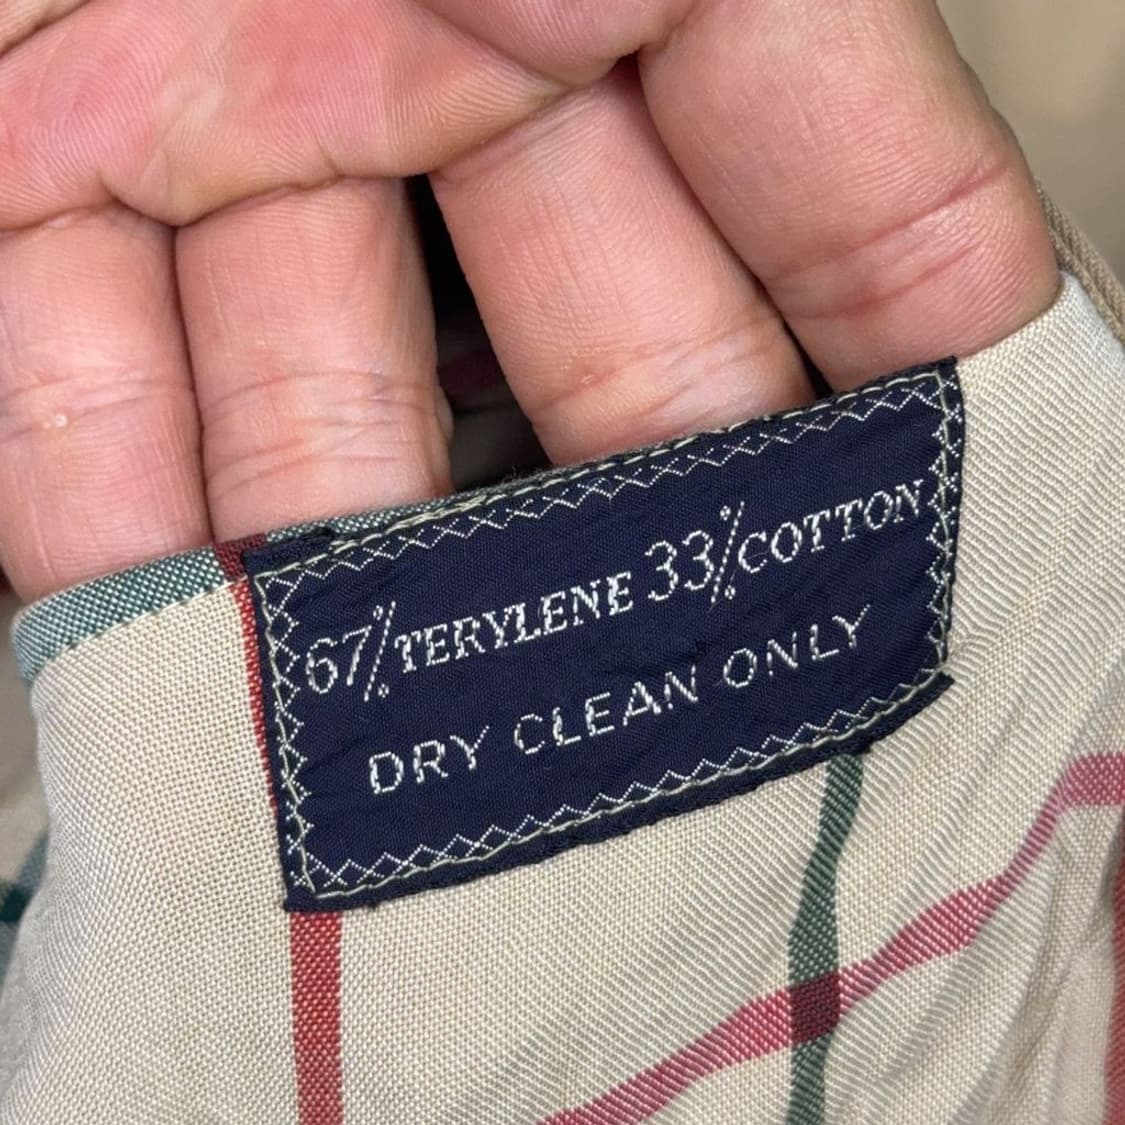 67% TERYLENE 33% COTTON
DRY CLEAN ONLY